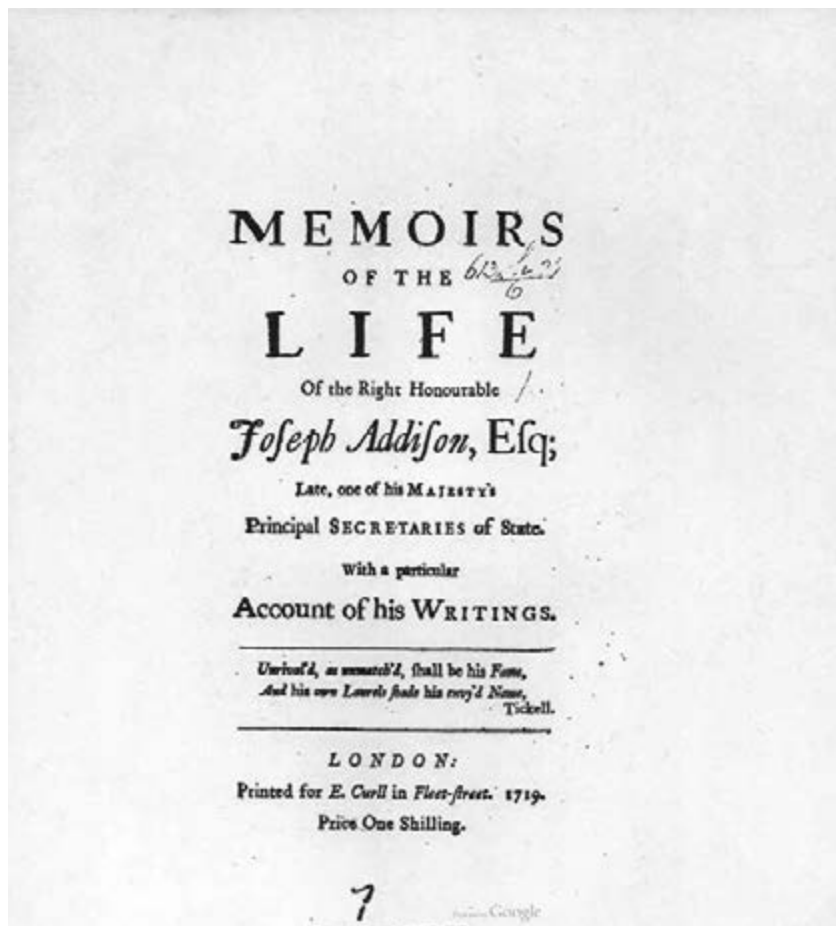 MEMOIRS
OF THE
LIFE
Of the Right Honourable
Joſeph Addiſon, Eſq;
Late, one of his MAJESTY's
Principal SECRETARIES of State.
With a particular
Account of his WRITINGS.
Unrival'd, as unmatch'd, ſhall be his Fame,
And his own Laurels ſhade his envy'd Name,
Tickell.
LONDON:
Printed for E. Curll in Fleet-ſtreet. 1719.
Price One Shilling.
7
Google